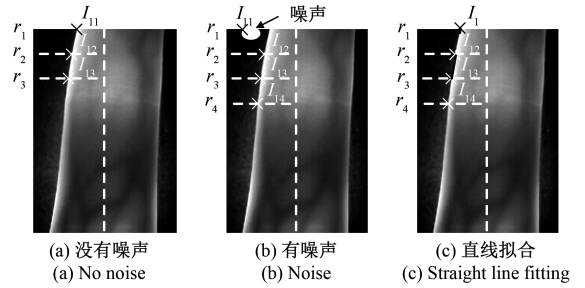 I11
r1
I12
r2
I13
r3
(a) 没有噪声
(a) No noise
I11
噪声
r1
I12
r2
I13
r3
I14
r4
(b) 有噪声
(b) Noise
I1
r1
I12
r2
I13
r3
I14
r4
(c) 直线拟合
(c) Straight line fitting